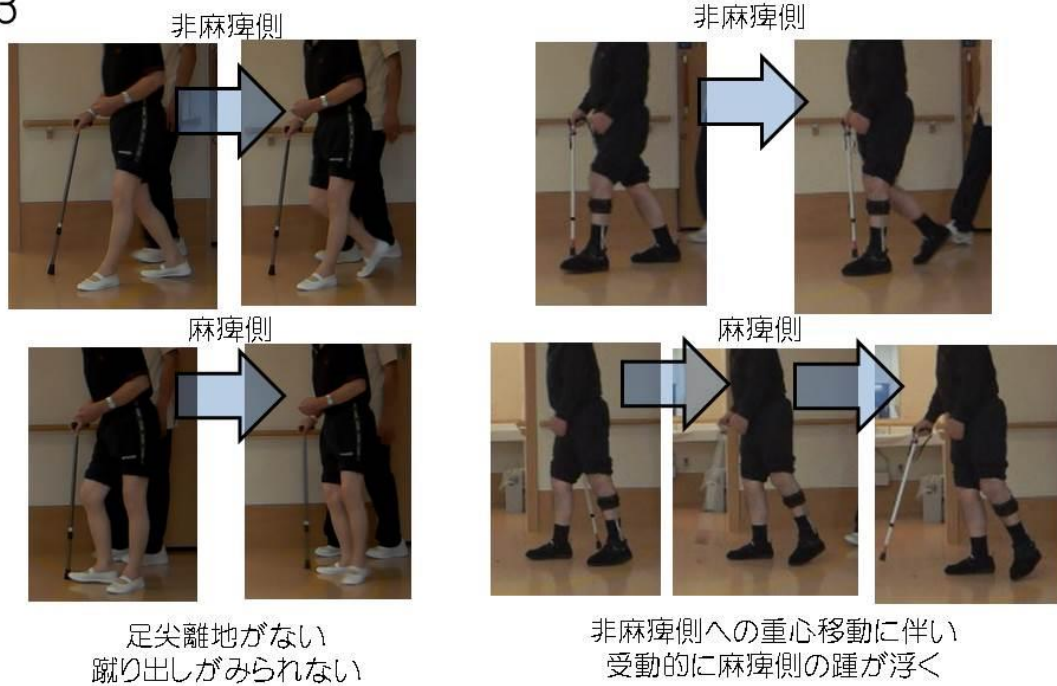 非麻痺側
非麻痺側
麻痺側
麻痺側
足尖離地がない
蹴り出しがみられない
非麻痺側への重心移動に伴い
受動的に麻痺側の踵が浮く